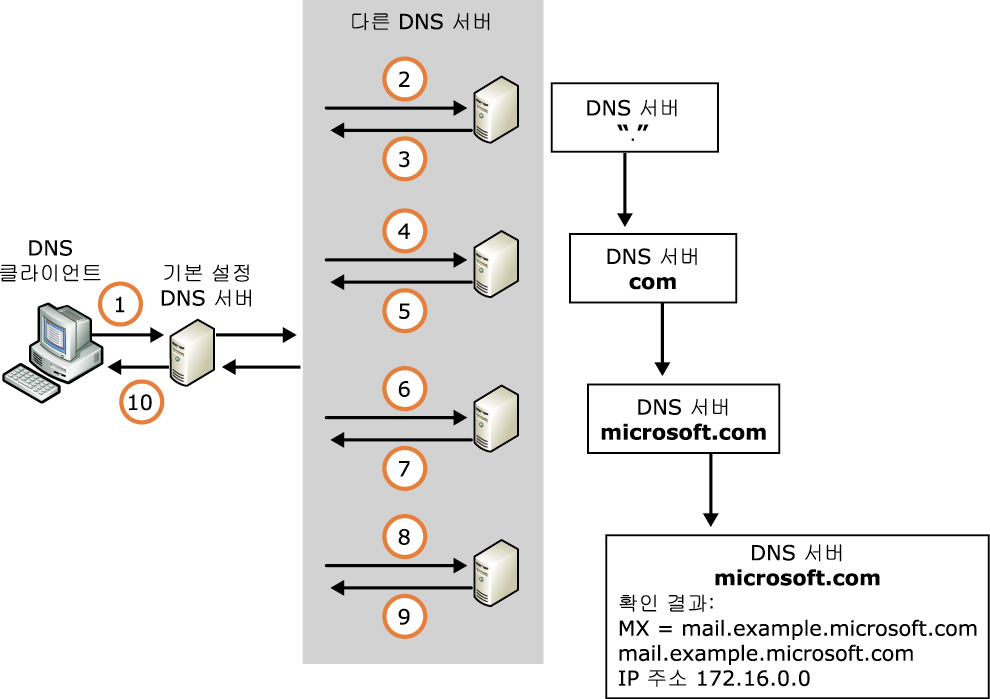 다른 DNS 서버
2
3
DNS 서버
“.”
4
5
DNS 서버
com
DNS
클라이언트
기본 설정
DNS 서버
1
10
6
7
DNS 서버
microsoft.com
8
9
DNS 서버
microsoft.com
확인 결과:
MX = mail.example.microsoft.com
mail.example.microsoft.com
IP 주소 172.16.0.0